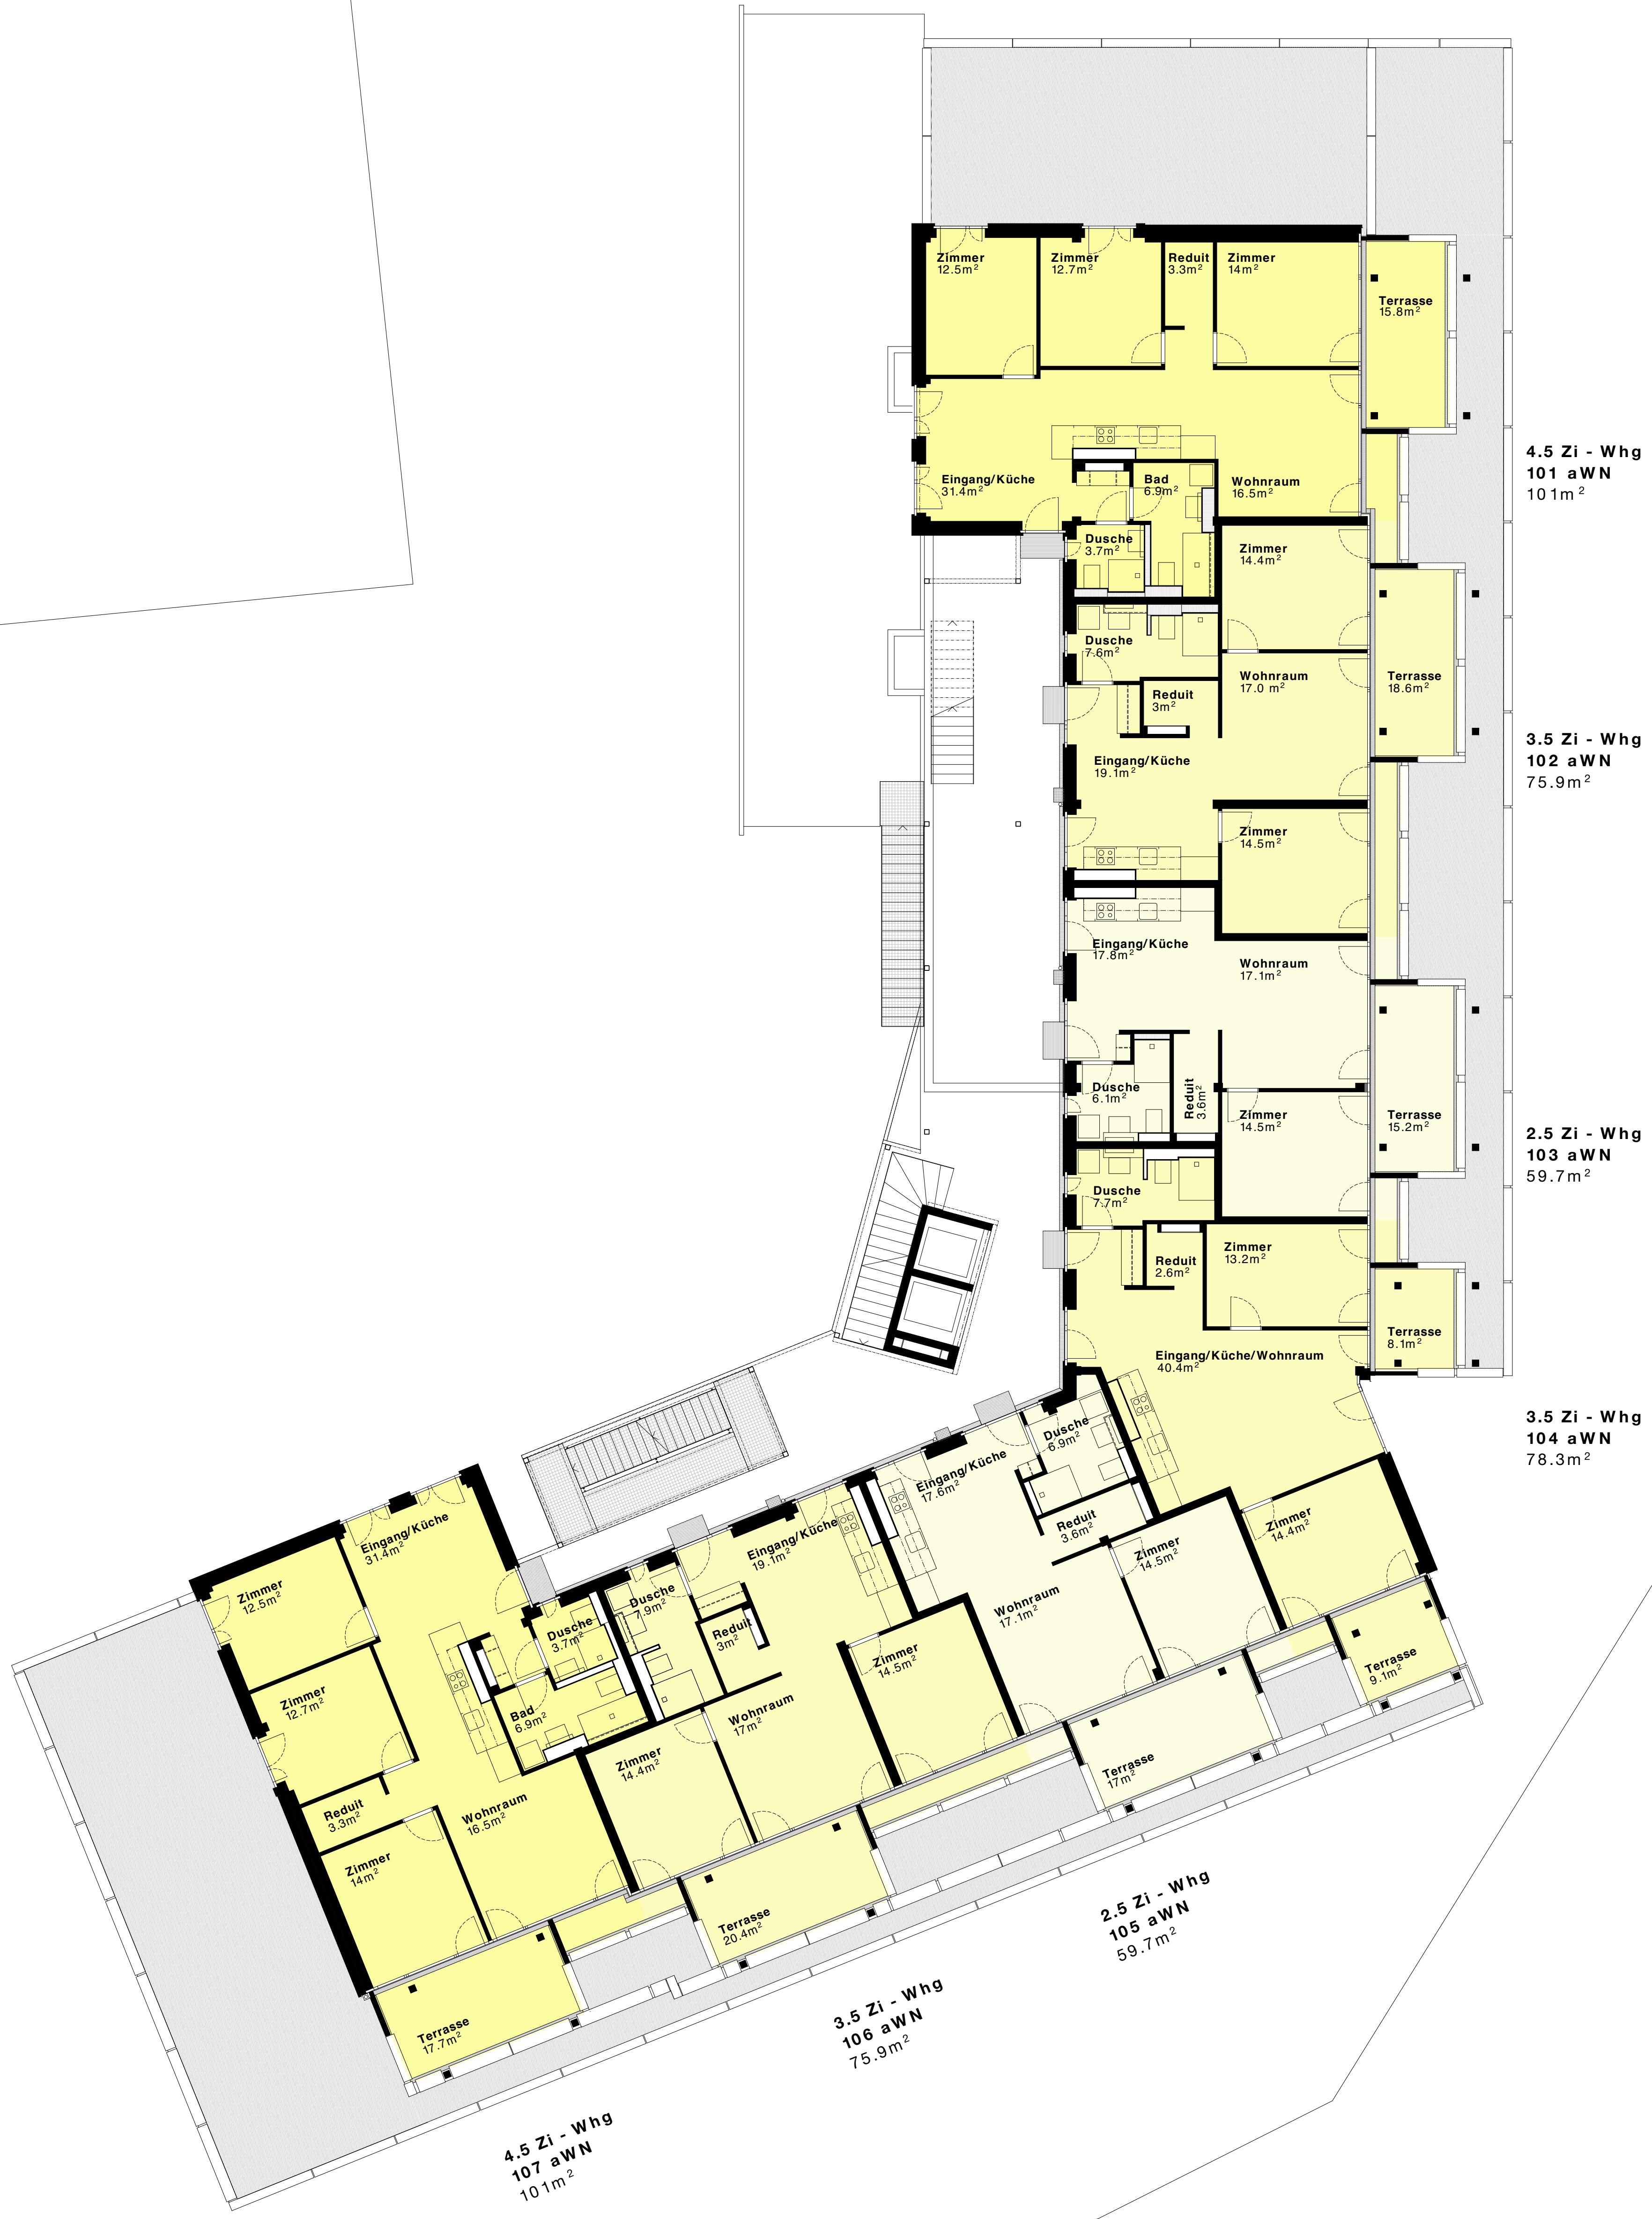 Zimmer
12.5m²
Zimmer
12.7m²
Reduit
3.3m²
Zimmer
14m²
Terrasse
15.8m²
Eingang/Küche
31.4m²
Bad
6.9m²
Wohnraum
16.5m²
Dusche
3.7m²
4.5 Zi - Whg
101 aWN
101m²
Zimmer
14.4m²
Dusche
7.6m²
Reduit
3m²
Wohnraum
17.0 m²
Terrasse
18.6m²
Eingang/Küche
19.1m²
Zimmer
14.5m²
3.5 Zi - Whg
102 aWN
75.9m²
Eingang/Küche
17.8m²
Wohnraum
17.1m²
Dusche
6.1m²
Reduit
3.6m²
Zimmer
14.5m²
Terrasse
15.2m²
2.5 Zi - Whg
103 aWN
59.7m²
Dusche
7.7m²
Reduit
2.6m²
Zimmer
13.2m²
Terrasse
8.1m²
Eingang/Küche/Wohnraum
40.4m²
Zimmer
14.4m²
Terrasse
9.1m²
3.5 Zi - Whg
104 aWN
78.3m²
Dusche
6.9m²
Eingang/Küche
17.6m²
Reduit
3.6m²
Zimmer
14.5m²
Wohnraum
17.1m²
Terrasse
17m²
2.5 Zi - Whg
105 aWN
59.7m²
Eingang/Küche
19.1m²
Dusche
7.9m²
Reduit
3m²
Zimmer
14.5m²
Wohnraum
17m²
Zimmer
14.4m²
Terrasse
20.4m²
3.5 Zi - Whg
106 aWN
75.9m²
Eingang/Küche
31.4m²
Zimmer
12.5m²
Dusche
3.7m²
Zimmer
12.7m²
Bad
6.9m²
Reduit
3.3m²
Wohnraum
16.5m²
Zimmer
14m²
Terrasse
17.7m²
4.5 Zi - Whg
107 aWN
101m²